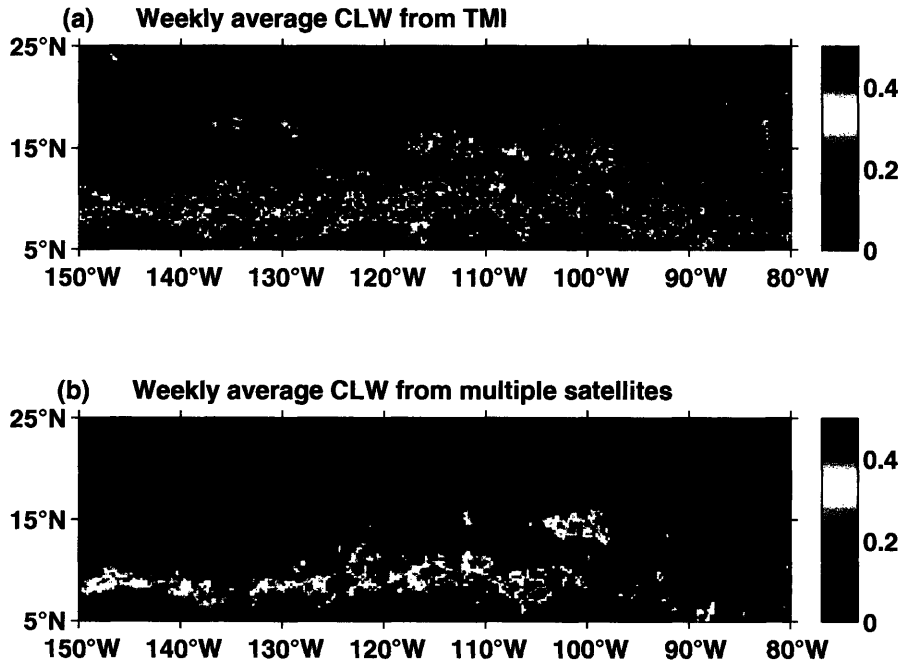 (a) Weekly average CLW from TMI
25°N
15°N
5°N
150°W 140°W 130°W 120°W 110°W 100°W 90°W 80°W
0.4
0.2
0
(b) Weekly average CLW from multiple satellites
25°N
15°N
5°N
150°W 140°W 130°W 120°W 110°W 100°W 90°W 80°W
0.4
0.2
0